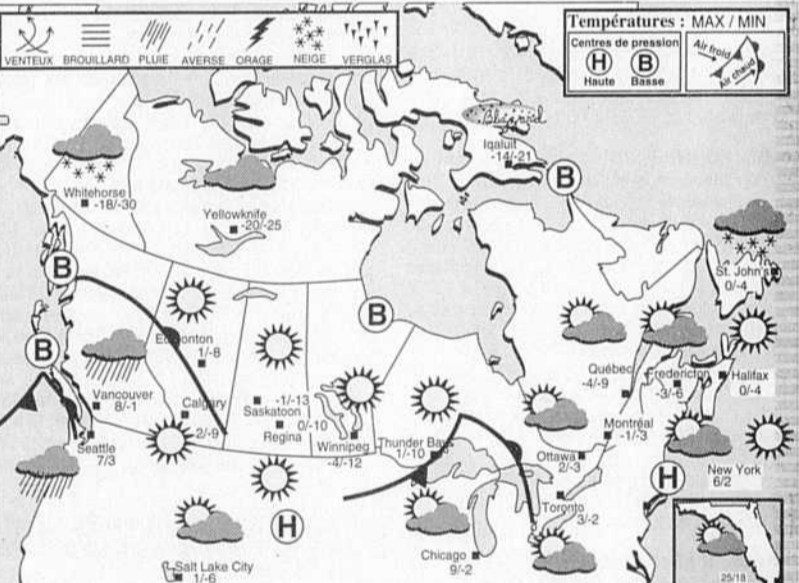 VENTEUX BROUILLARD PLUIE AVERSE ORAGE NEIGE VERGLAS
Températures : MAX / MIN
Centres de pression
H B
Haute Basse
Air froid
Air chaud
Blizzard
Iqaluit
-14/-21
B
Whitehorse
-18/-30
Yellowknife
-20/-25
B
St. John's
0/-4
B
B
Edmonton
1/-8
Québec
-4/-9
Fredericton
-3/-6
Halifax
0/-4
Vancouver
8/-1
Calgary
2/-9
-1/-13
Saskatoon
0/-10
Regina
Winnipeg
-4/-12
Thunder Bay
1/-10
Montréal
-1/-3
Ottawa
2/-3
Seattle
7/3
H
New York
6/2
Toronto
3/-2
H
Chicago
9/-2
Salt Lake City
1/-6
25/18